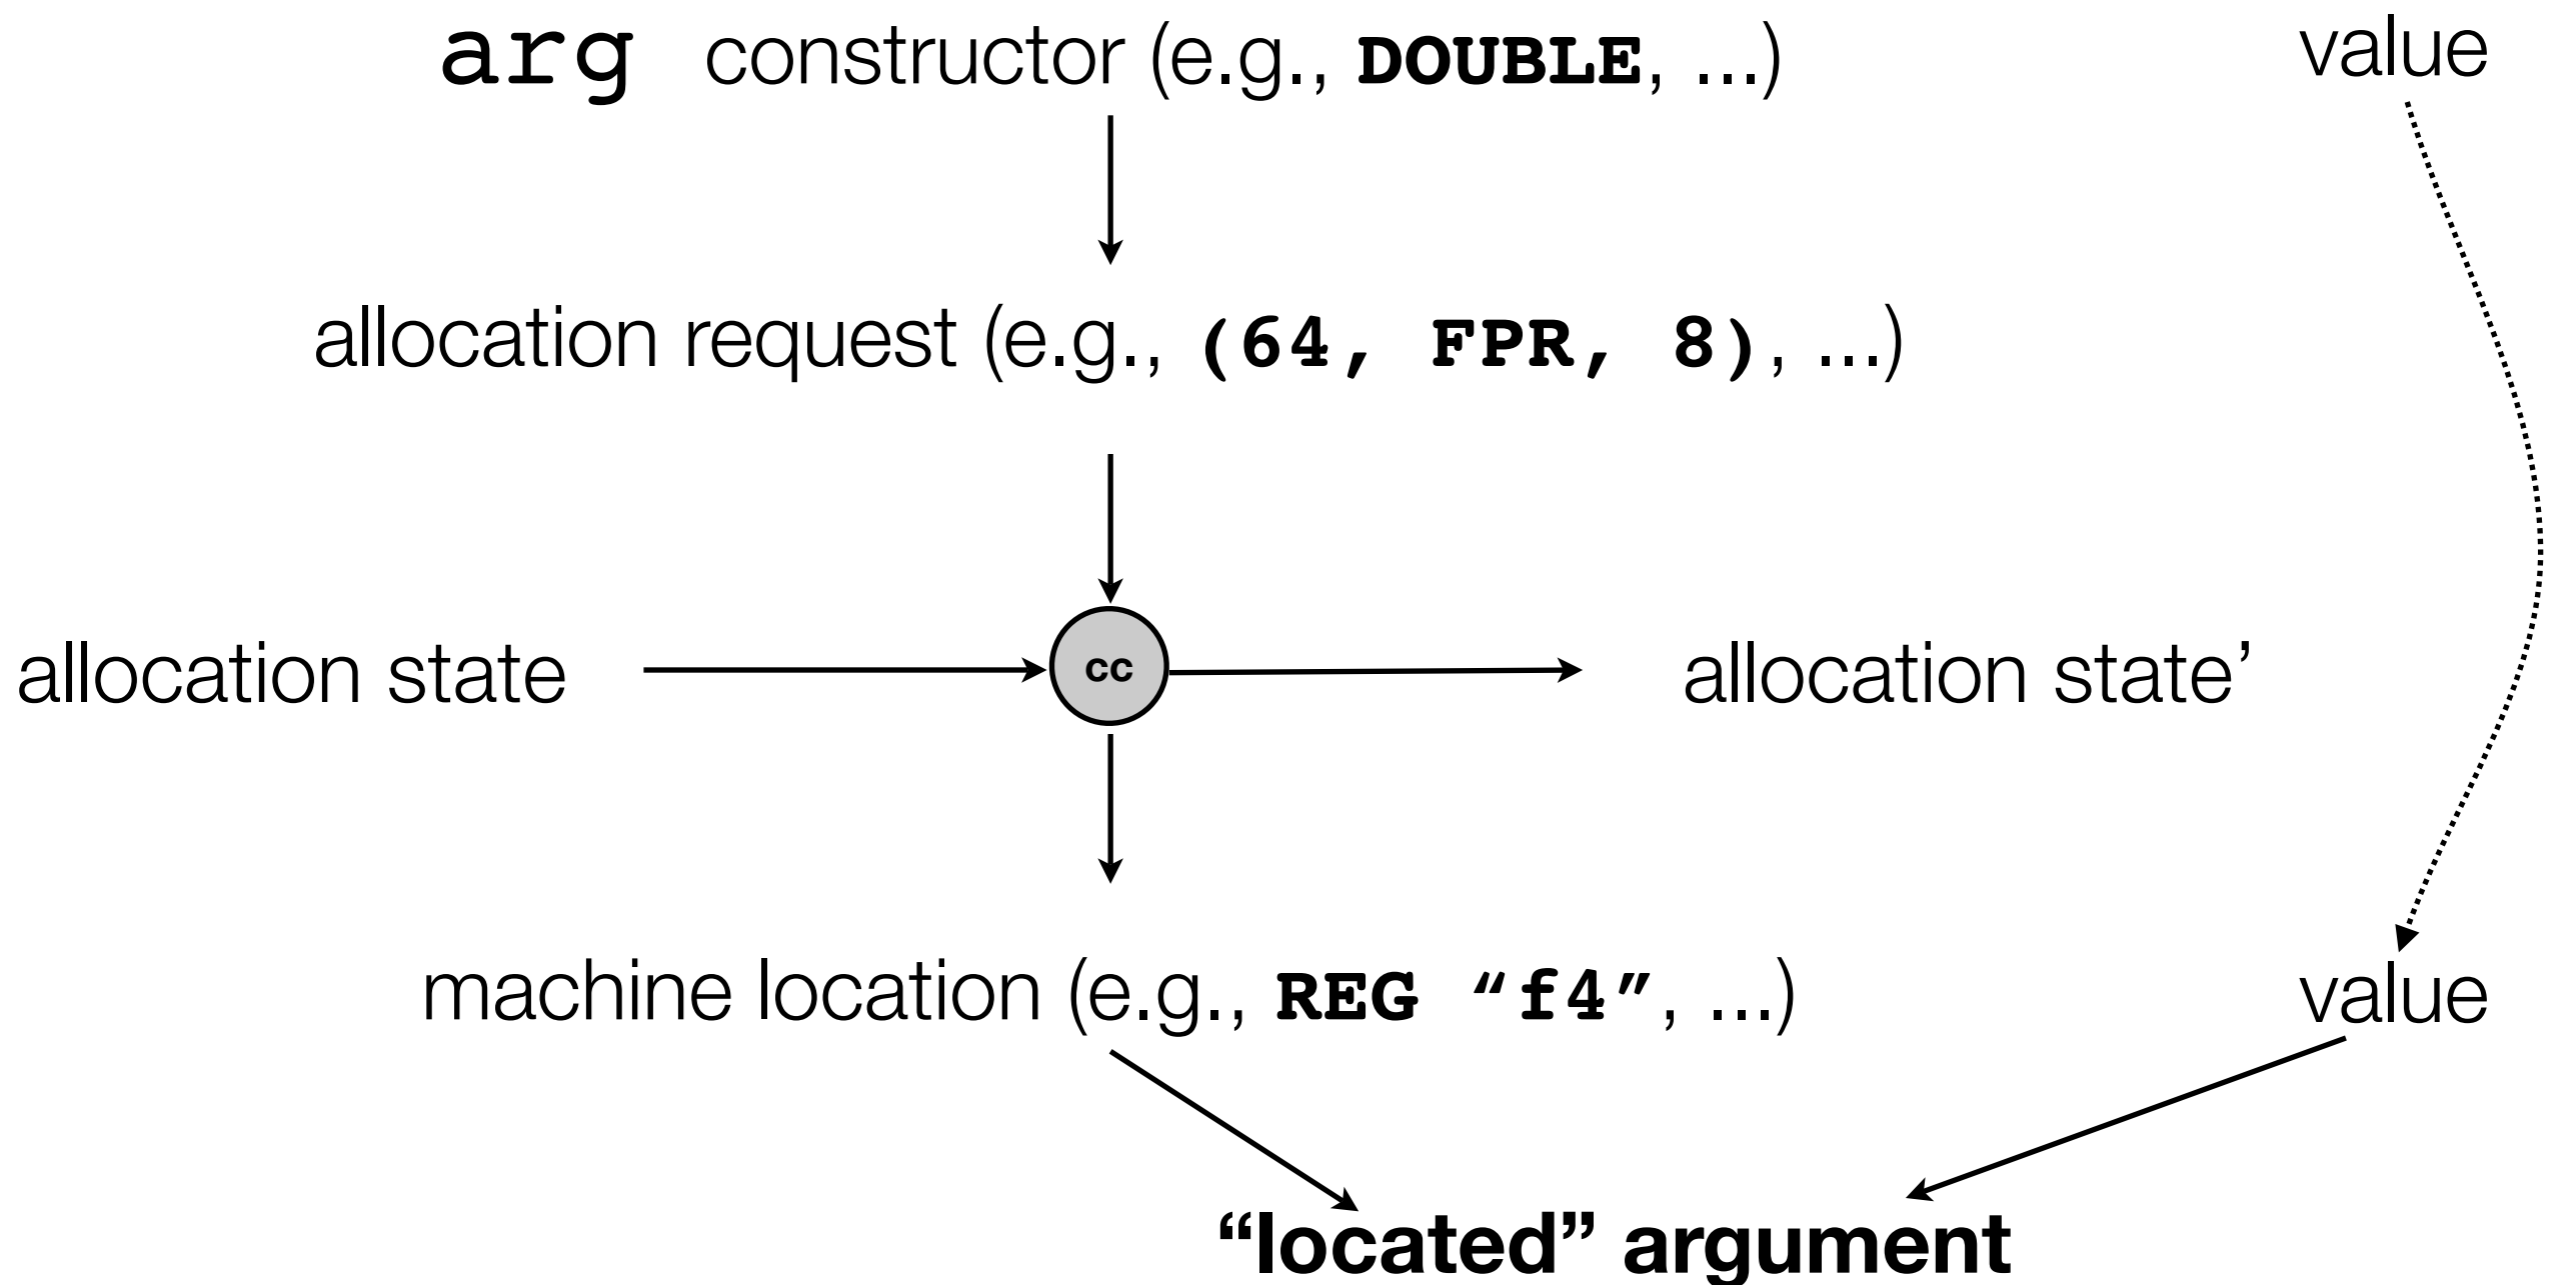 arg constructor (e.g., DOUBLE, ...) value
allocation request (e.g., (64, FPR, 8), ...)
allocation state cc allocation state’
machine location (e.g., REG “f4”, ...) value
“located” argument